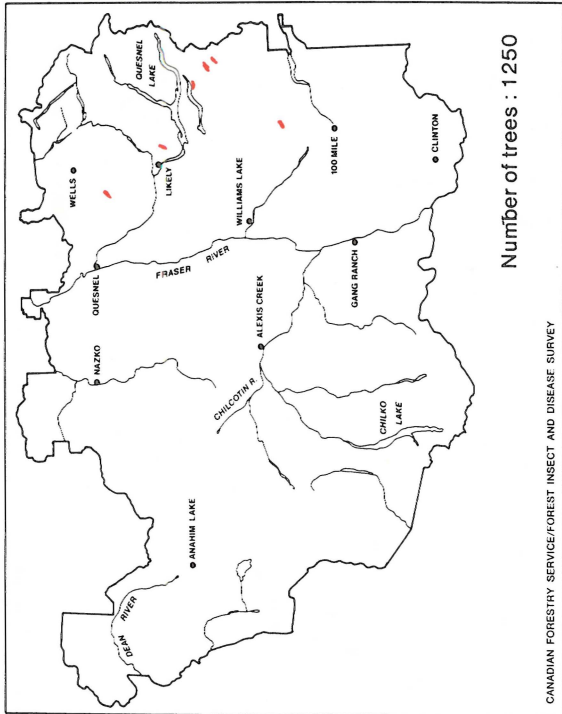 WELLS
QUESNEL
LAKE
QUESNEL
LIKELY
NAZKO
FRASER
RIVER
WILLIAMS LAKE
100 MILE
CLINTON
GANG RANCH
ALEXIS CREEK
CHILCOTIN R.
CHILKO
LAKE
ANAHIM LAKE
DEAN
RIVER
Number of trees : 1250
CANADIAN FORESTRY SERVICE/FOREST INSECT AND DISEASE SURVEY